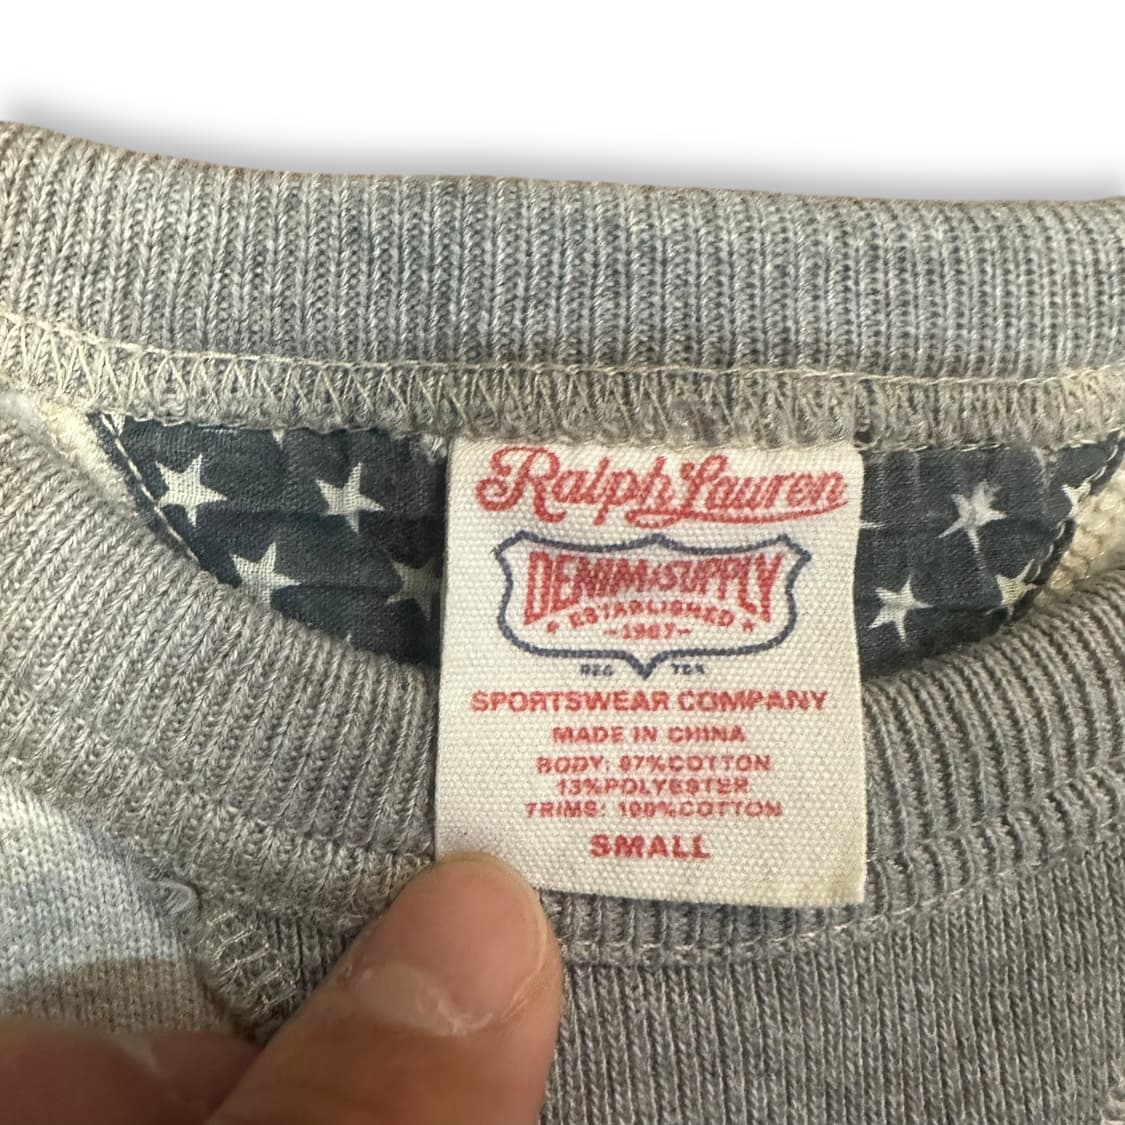 Ralph Lauren
DENIM & SUPPLY
ESTABLISHED
-1967-
REG TDR
SPORTSWEAR COMPANY
MADE IN CHINA
BODY: 87%COTTON
13%POLYESTER
TRIMS: 100%COTTON
SMALL